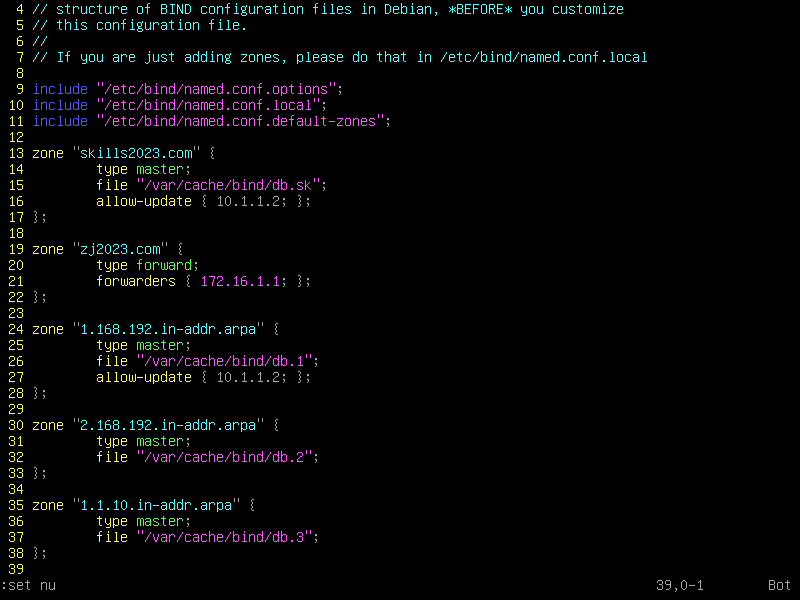 4 // structure of BIND configuration files in Debian, *BEFORE* you customize
5 // this configuration file.
6 //
7 // If you are just adding zones, please do that in /etc/bind/named.conf.local
8
9 include "/etc/bind/named.conf.options";
10 include "/etc/bind/named.conf.local";
11 include "/etc/bind/named.conf.default-zones";
12
13 zone "skills2023.com" {
14         type master;
15         file "/var/cache/bind/db.sk";
16         allow-update { 10.1.1.2; };
17 };
18
19 zone "zj2023.com" {
20         type forward;
21         forwarders { 172.16.1.1; };
22 };
23
24 zone "1.168.192.in-addr.arpa" {
25         type master;
26         file "/var/cache/bind/db.1";
27         allow-update { 10.1.1.2; };
28 };
29
30 zone "2.168.192.in-addr.arpa" {
31         type master;
32         file "/var/cache/bind/db.2";
33 };
34
35 zone "1.1.10.in-addr.arpa" {
36         type master;
37         file "/var/cache/bind/db.3";
38 };
39
:set nu 39,0-1 Bot